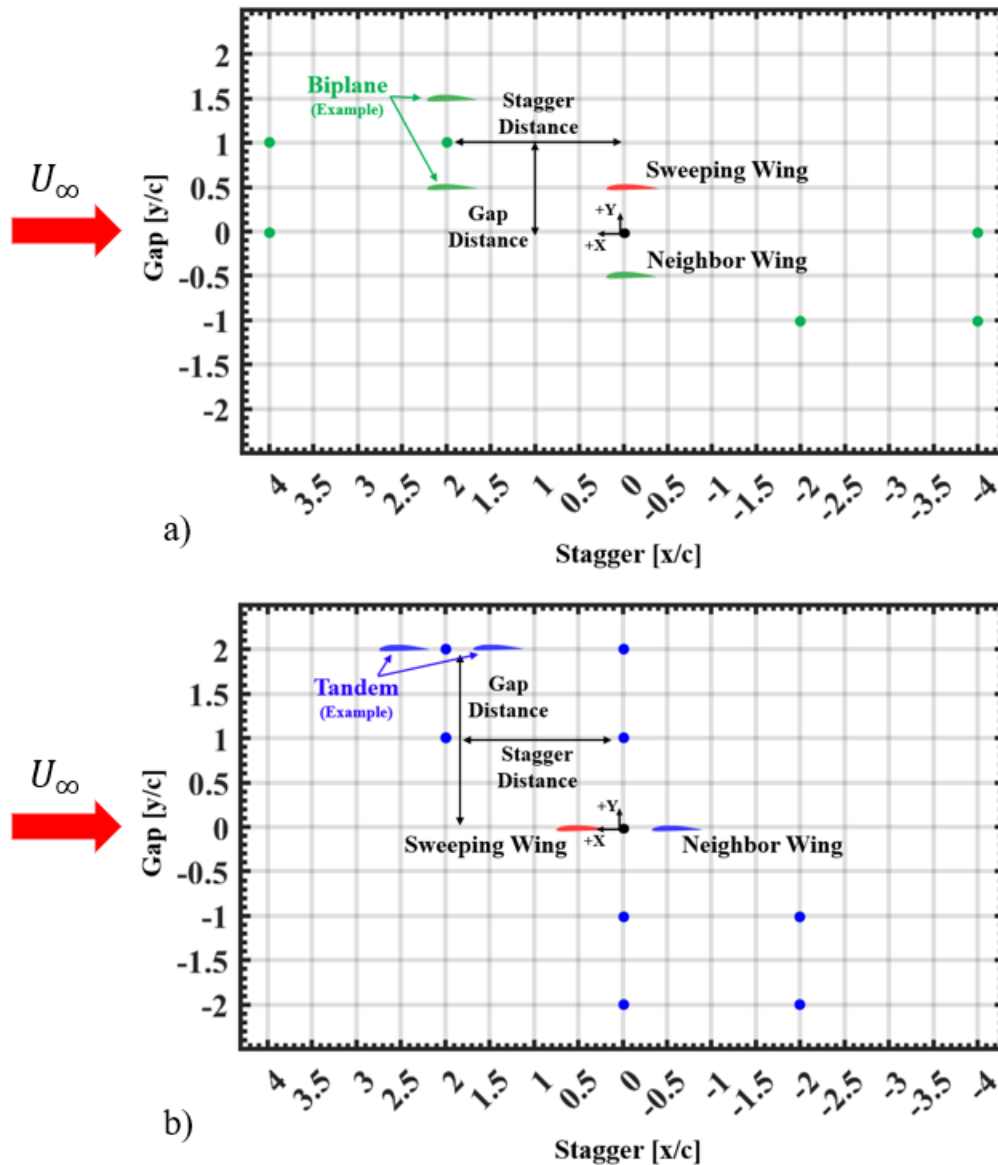 2
Biplane
1.5
(Example)
Stagger
Distance
1
U∞
Sweeping Wing
0.5
Gap [y/c]
Gap
Distance
+Y
0
+X
Neighbor Wing
-0.5
-1
-1.5
-2
4 3.5 3 2.5 2 1.5 1 0.5 0 -0.5 -1 -1.5 -2 -2.5 -3 -3.5 -4
a)
Stagger [x/c]
2
Gap
Distance
Tandem
(Example)
1.5
1
Stagger
Distance
U∞
0.5
Gap [y/c]
+Y
0
+X
Sweeping Wing
Neighbor Wing
-0.5
-1
-1.5
-2
4 3.5 3 2.5 2 1.5 1 0.5 0 -0.5 -1 -1.5 -2 -2.5 -3 -3.5 -4
b)
Stagger [x/c]